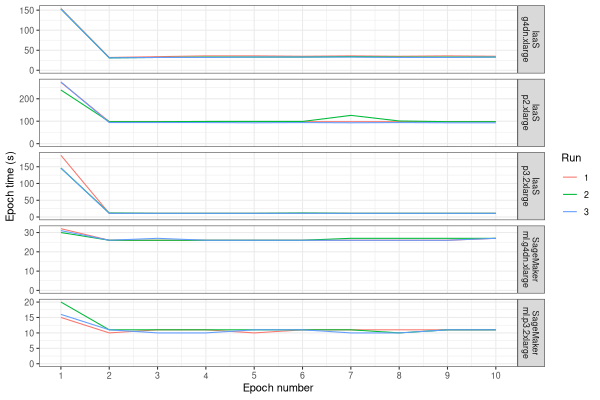 150
100
50
0
IaaS
g4dn.xlarge
200
100
0
IaaS
p2.xlarge
150
100
50
0
IaaS
p3.2xlarge
30
20
10
0
SageMaker
ml.g4dn.xlarge
20
15
10
5
0
SageMaker
ml.p3.2xlarge
Epoch time (s)
1 2 3 4 5 6 7 8 9 10
Epoch number
Run
1
2
3